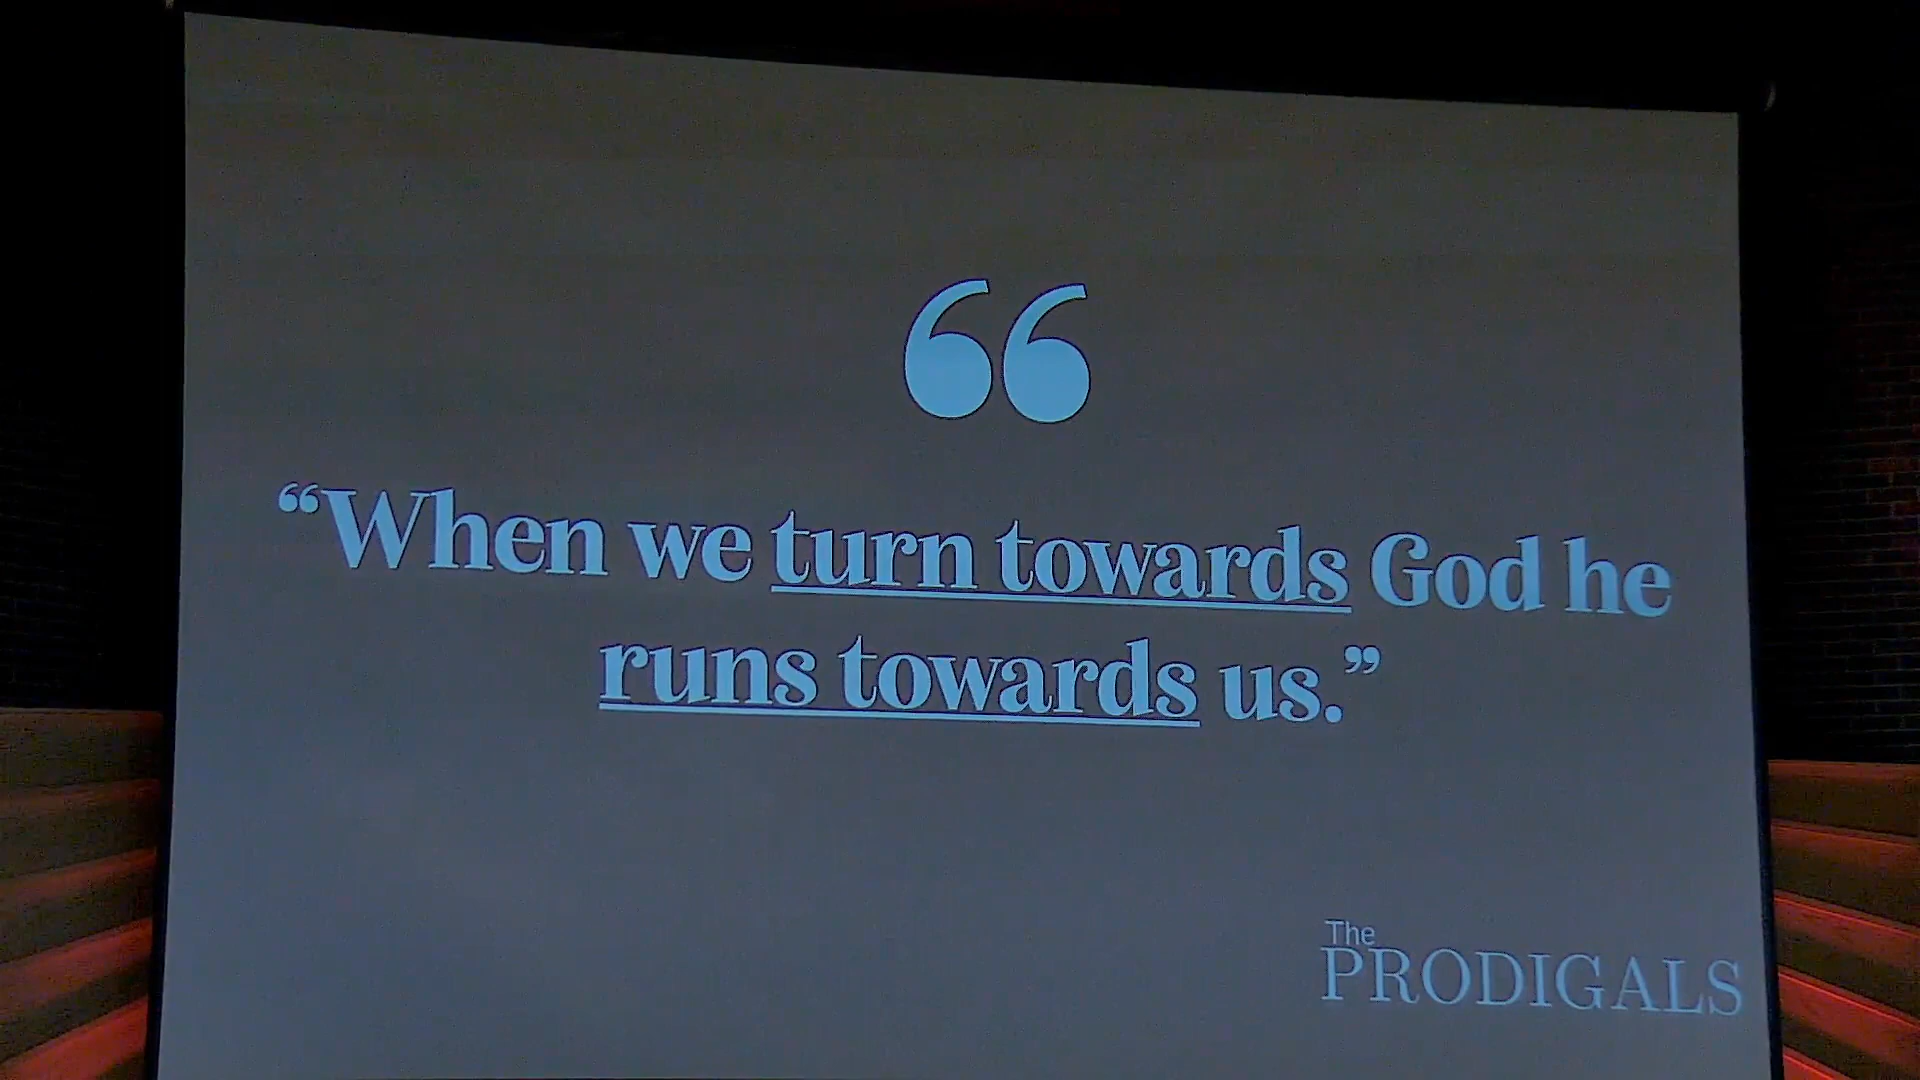 “
“When we turn towards God he
runs towards us.”
The
PRODIGALS